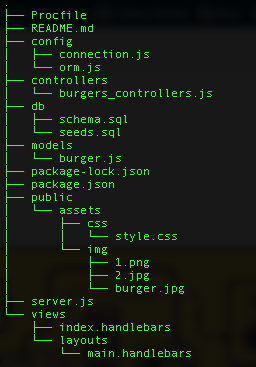 .
├── Procfile
├── README.md
├── config
│   ├── connection.js
│   └── orm.js
├── controllers
│   └── burgers_controllers.js
├── db
│   ├── schema.sql
│   └── seeds.sql
├── models
│   └── burger.js
├── package-lock.json
├── package.json
├── public
│   └── assets
│       ├── css
│       │   └── style.css
│       └── img
│           ├── 1.png
│           ├── 2.jpg
│           └── burger.jpg
├── server.js
└── views
    ├── index.handlebars
    └── layouts
        └── main.handlebars